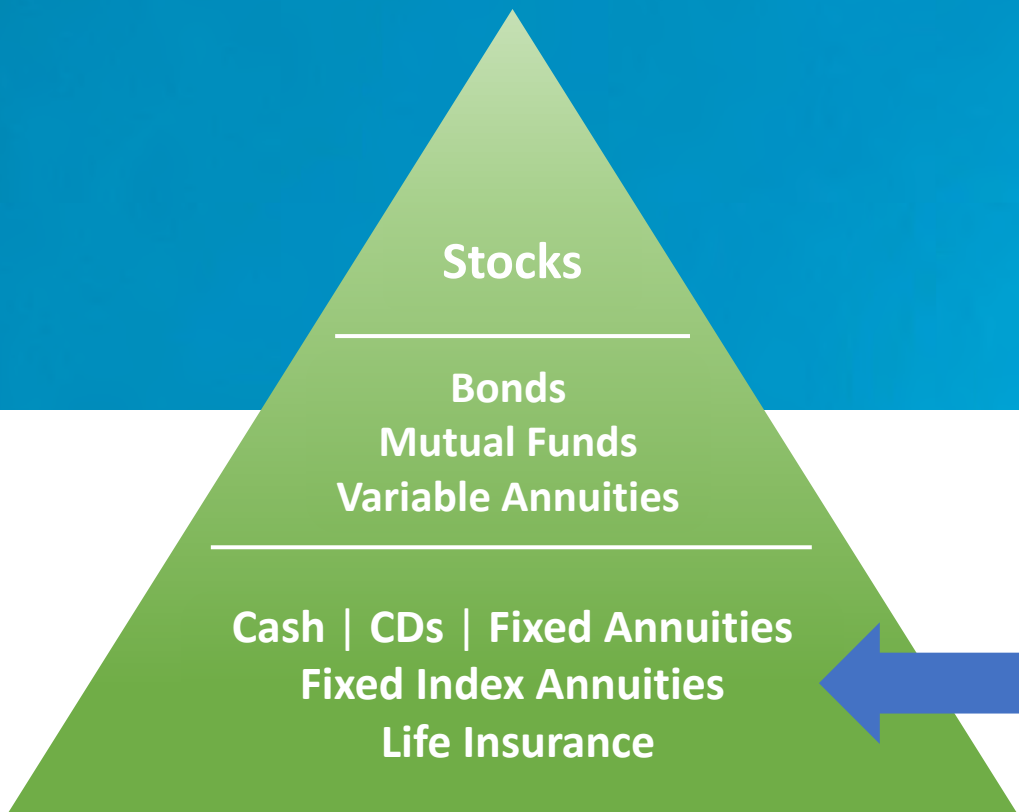 Stocks
Bonds
Mutual Funds
Variable Annuities
Cash | CDs | Fixed Annuities
Fixed Index Annuities
Life Insurance